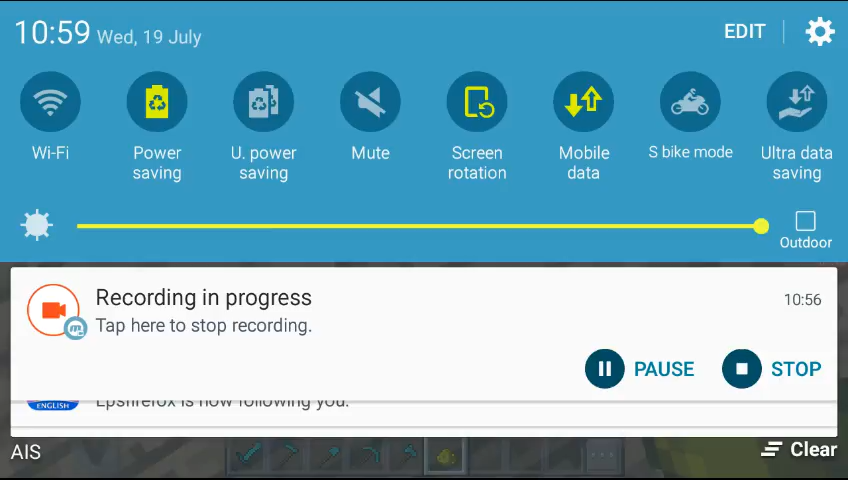 10:59 Wed, 19 July
EDIT
Wi-Fi
Power
saving
U. power
saving
Mute
Screen
rotation
Mobile
data
S bike mode
Ultra data
saving
Outdoor
Recording in progress
10:56
Tap here to stop recording.
PAUSE
STOP
ENGLISH
Epsfirefox is now following you.
AIS
Clear